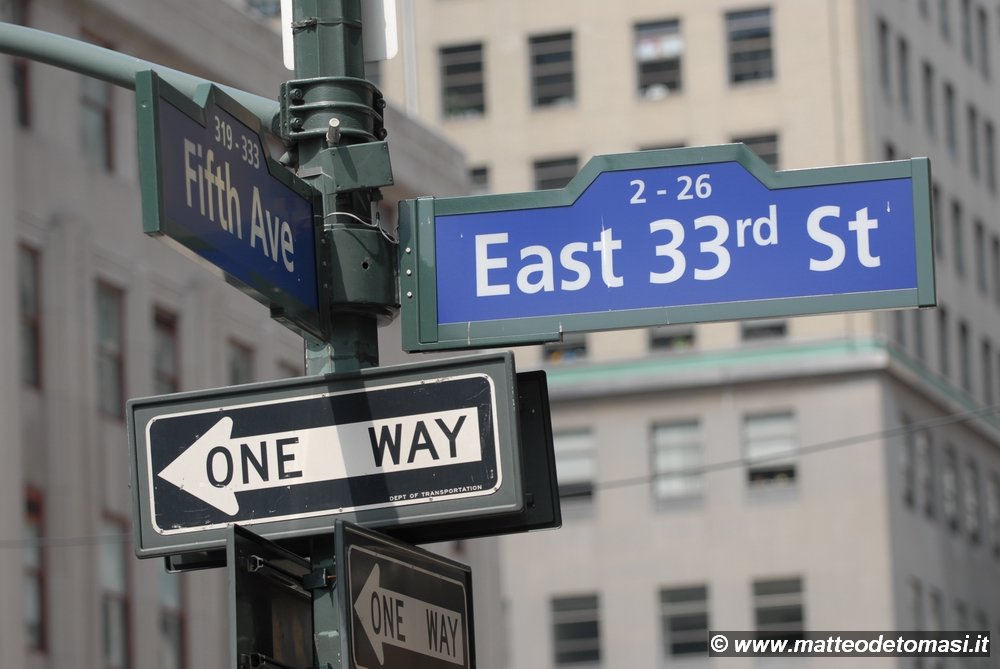 319-333
Fifth Ave
2 - 26
East 33rd St
ONE WAY
DEPT OF TRANSPORTATION
ONE WAY
© www.matteodetomasi.it